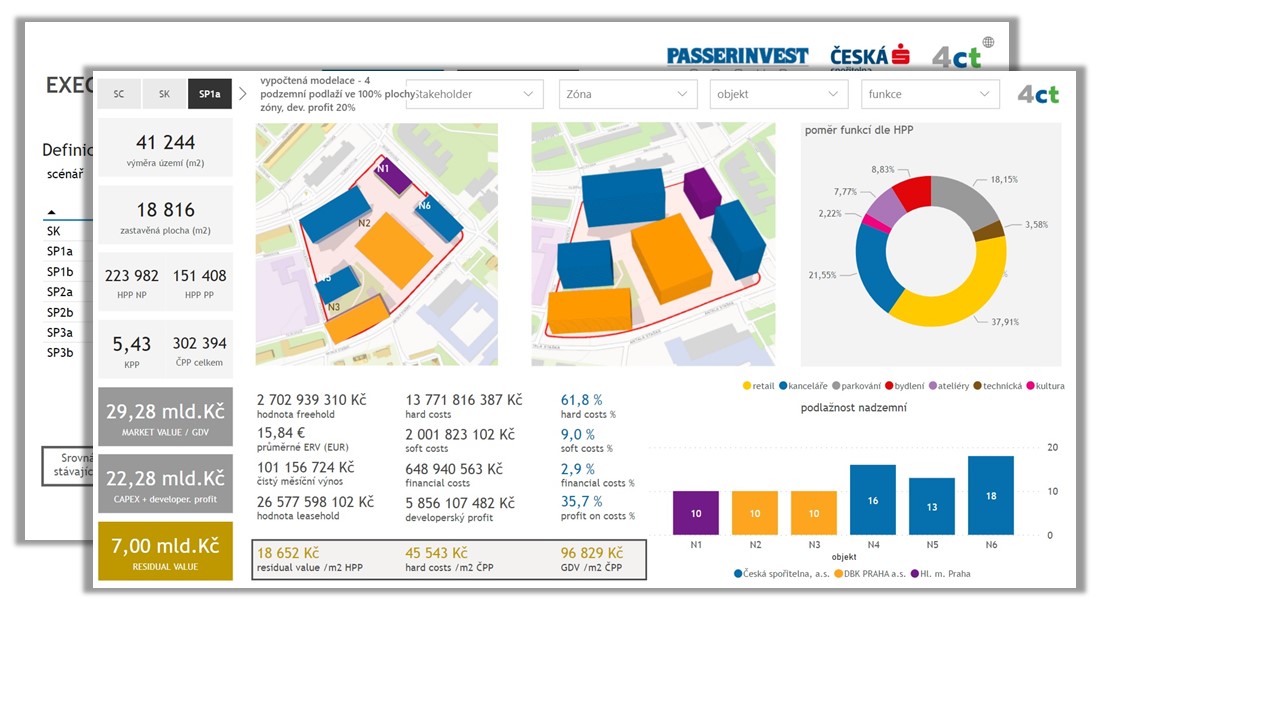 PASSERINVEST
ČESKÁ
spořitelna
4ct
EXEC
Definic
scénář
SK
SP1a
SP1b
SP2a
SP2b
SP3a
SP3b
Srovná
stávajíc
SC
SK
SP1a
vypočtená modelace - 4
podzemní podlaží ve 100% plochy
zóny, dev. profit 20%
Stakeholder
Zóna
objekt
funkce
4ct
41 244
výměra území (m2)
18 816
zastavěná plocha (m2)
223 982
HPP NP
151 408
HPP PP
5,43
KPP
302 394
ČPP celkem
29,28 mld.Kč
MARKET VALUE / GDV
22,28 mld.Kč
CAPEX + developer. profit
7,00 mld.Kč
RESIDUAL VALUE
N1
N6
N2
N3
poměr funkcí dle HPP
8,83%
18,15%
7,77%
2,22%
3,58%
21,55%
37,91%
retail
kanceláře
parkování
bydlení
ateliéry
technická
kultura
2 702 939 310 Kč
hodnota freehold
13 771 816 387 Kč
hard costs
61,8 %
hard costs %
15,84 €
průměrné ERV (EUR)
2 001 823 102 Kč
soft costs
9,0 %
soft costs %
101 156 724 Kč
čistý měsíční výnos
648 940 563 Kč
financial costs
2,9 %
financial costs %
26 577 598 102 Kč
hodnota leasehold
5 856 107 482 Kč
developerský profit
35,7 %
profit on costs %
18 652 Kč
residual value /m2 HPP
45 543 Kč
hard costs /m2 ČPP
96 829 Kč
GDV /m2 ČPP
podlažnost nadzemní
20
10
0
10
10
10
16
13
18
N1
N2
N3
N4
N5
N6
objekt
Česká spořitelna, a.s.
DBK PRAHA a.s.
Hl. m. Praha